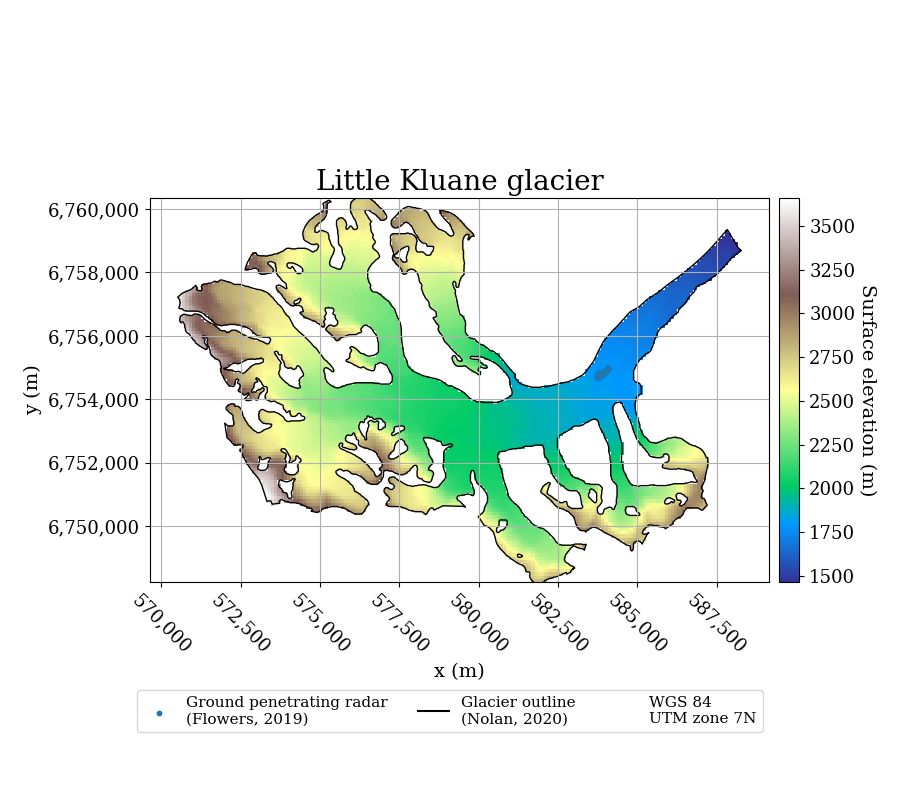 Little Kluane glacier
6,760,000
6,758,000
6,756,000
6,754,000
6,752,000
6,750,000
y (m)
570,000
572,500
575,000
577,500
580,000
582,500
585,000
587,500
x (m)
3500
3250
3000
2750
2500
2250
2000
1750
1500
Surface elevation (m)
Ground penetrating radar
(Flowers, 2019)
Glacier outline
(Nolan, 2020)
WGS 84
UTM zone 7N